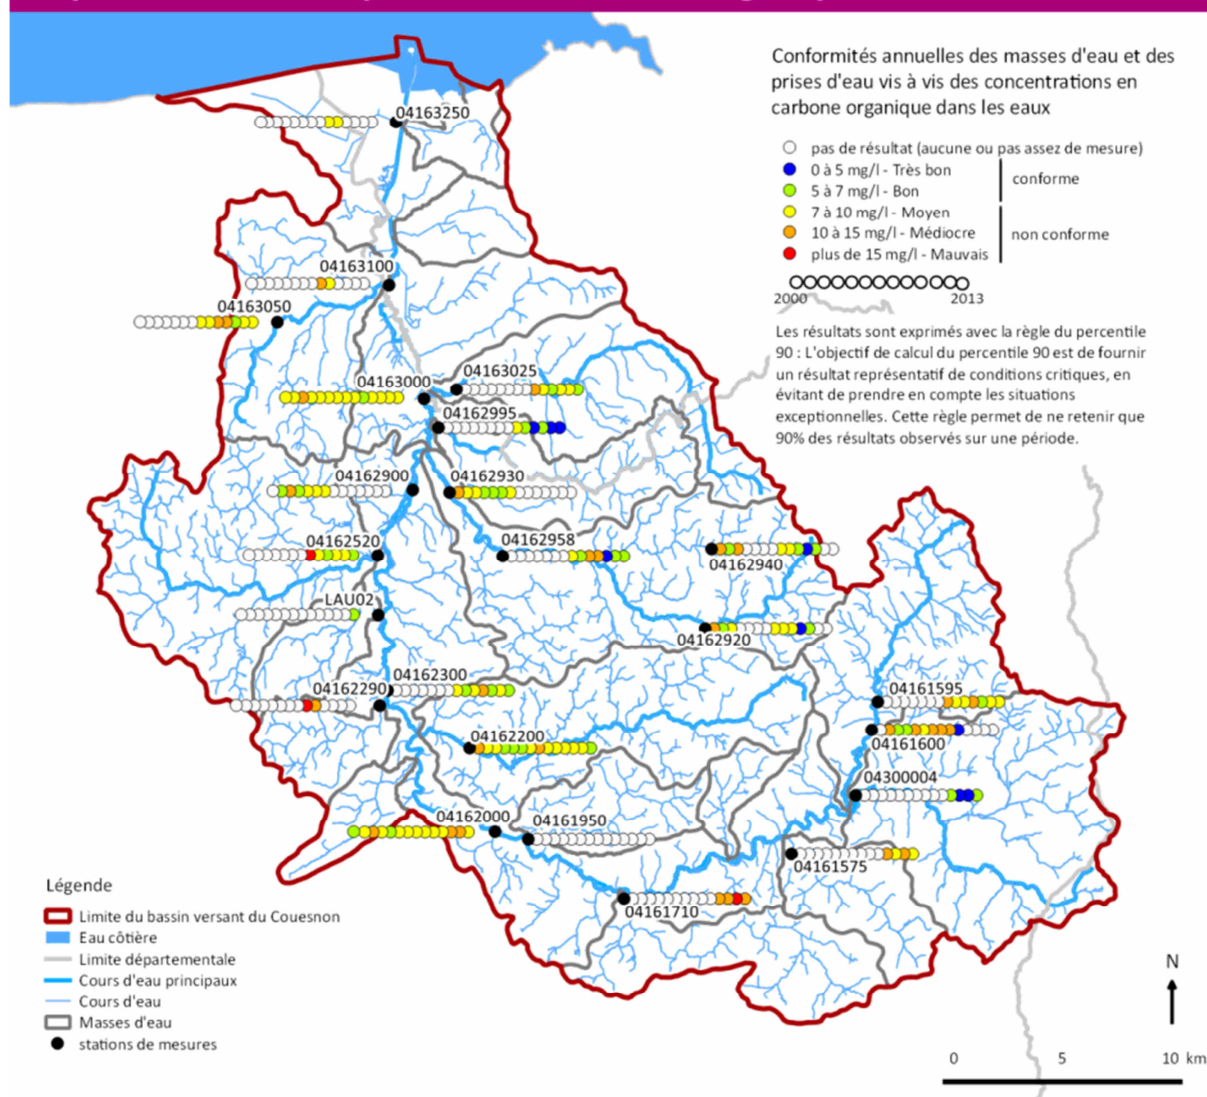 Conformités annuelles des masses d'eau et des
prises d'eau vis à vis des concentrations en
carbone organique dans les eaux
pas de résultat (aucune ou pas assez de mesure)
0 à 5 mg/l - Très bon
5 à 7 mg/l - Bon
conforme
7 à 10 mg/l - Moyen
10 à 15 mg/l - Médiocre
plus de 15 mg/l - Mauvais
non conforme
2000 2013
Les résultats sont exprimés avec la règle du percentile
90 : L'objectif de calcul du percentile 90 est de fournir
un résultat représentatif de conditions critiques, en
évitant de prendre en compte les situations
exceptionnelles. Cette règle permet de ne retenir que
90% des résultats observés sur une période.
04163250
04163100
04163050
04163025
04163000
04162995
04162900
04162930
04162520
04162958
04162940
LAU02
04162920
04162300
04162290
04161595
04162200
04161600
04300004
04162000
04161950
04161575
04161710
Légende
Limite du bassin versant du Couesnon
Eau côtière
Limite départementale
Cours d'eau principaux
Cours d'eau
Masses d'eau
stations de mesures
N
0 5 10 km